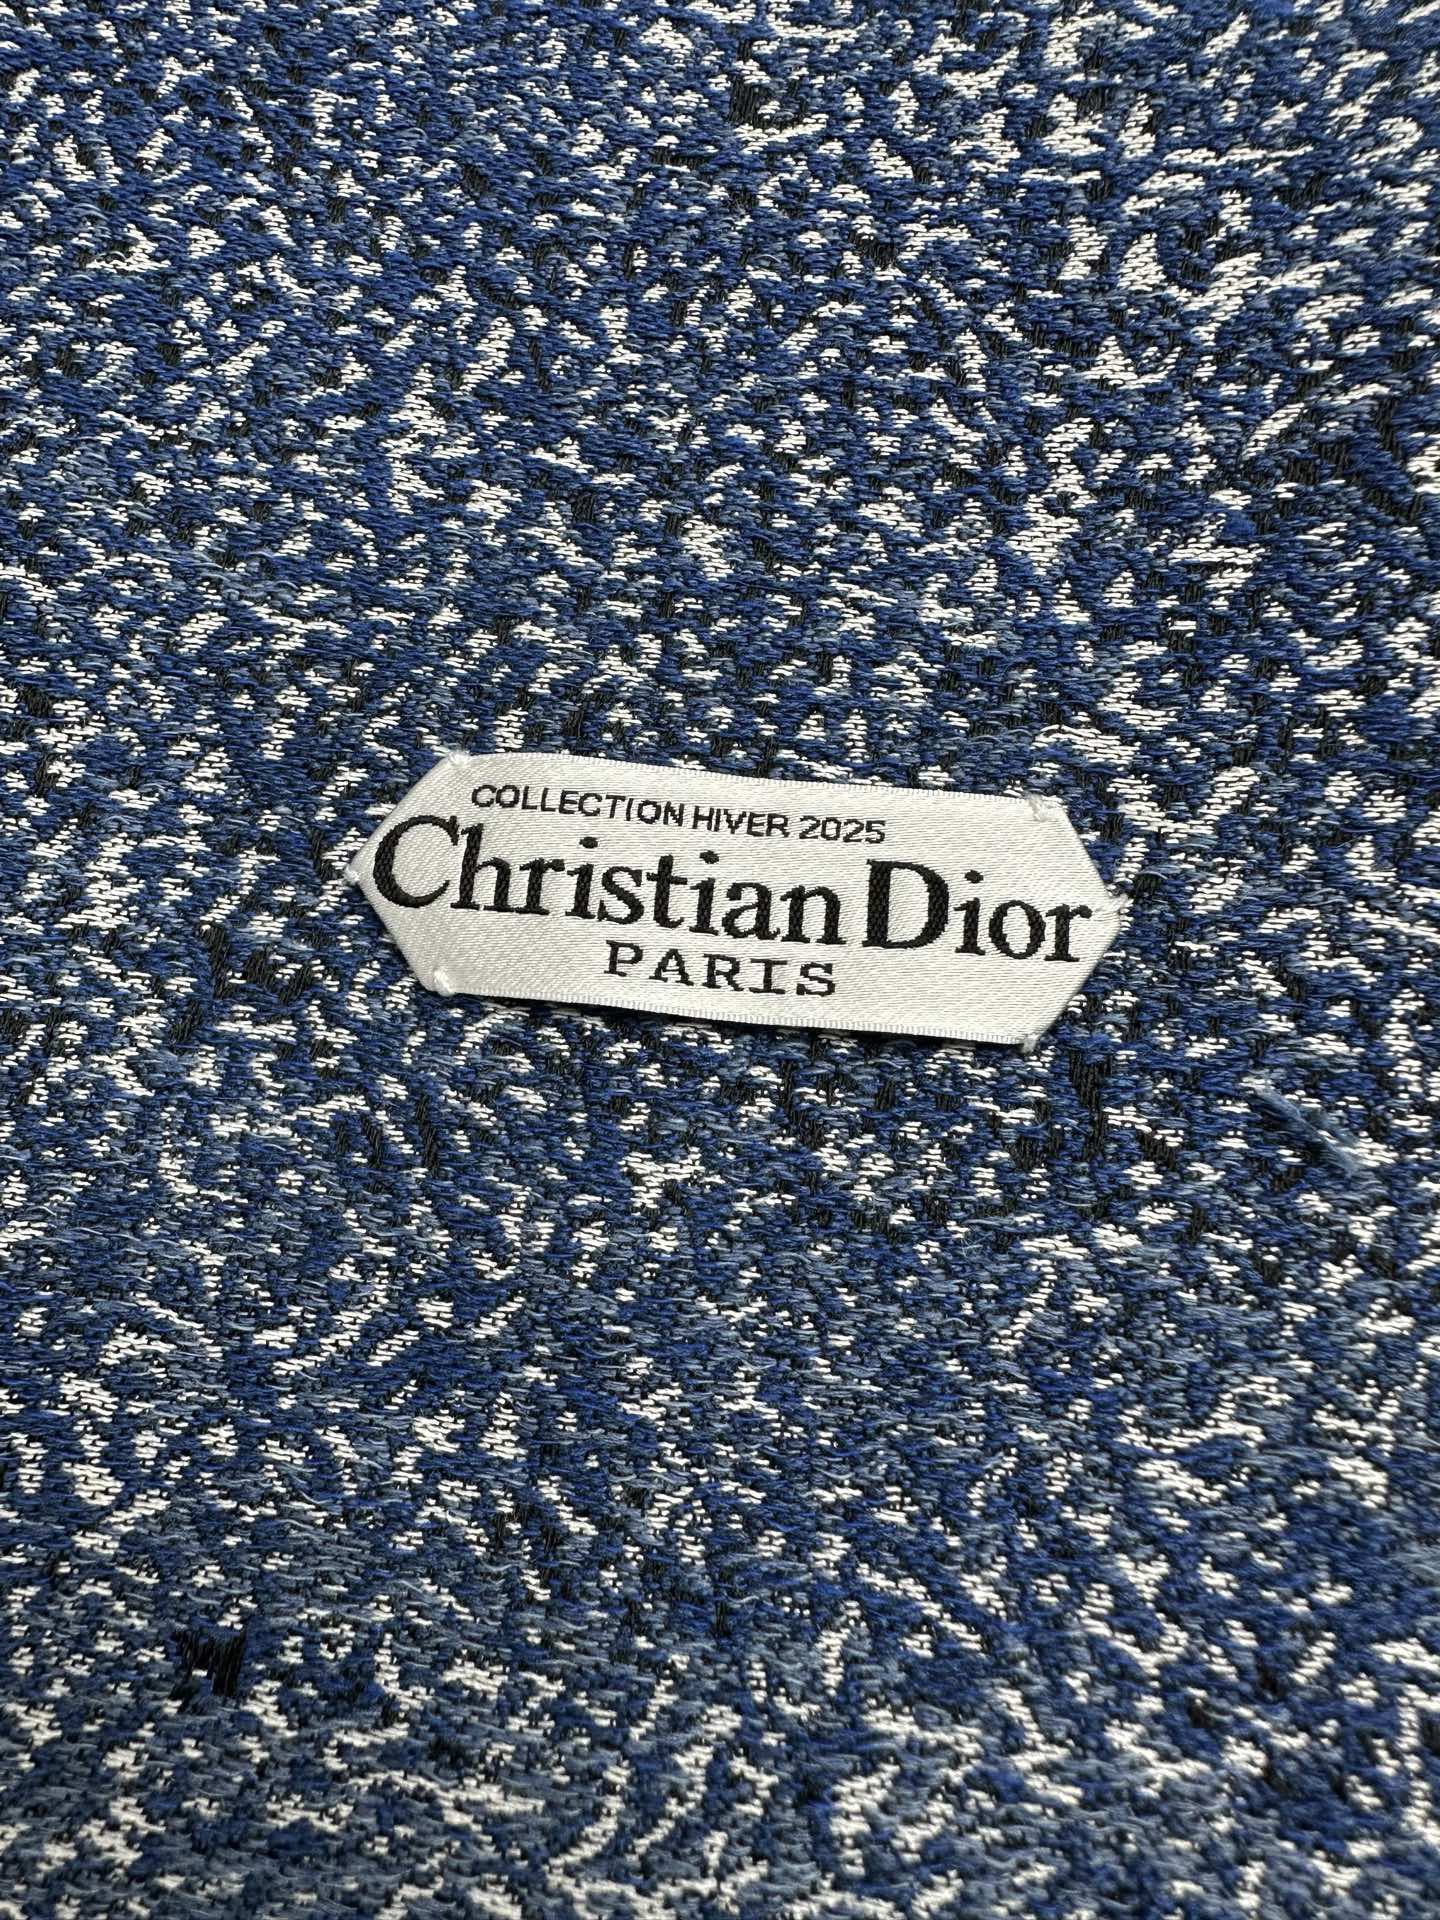 COLLECTION HIVER 2025
Christian Dior
PARIS